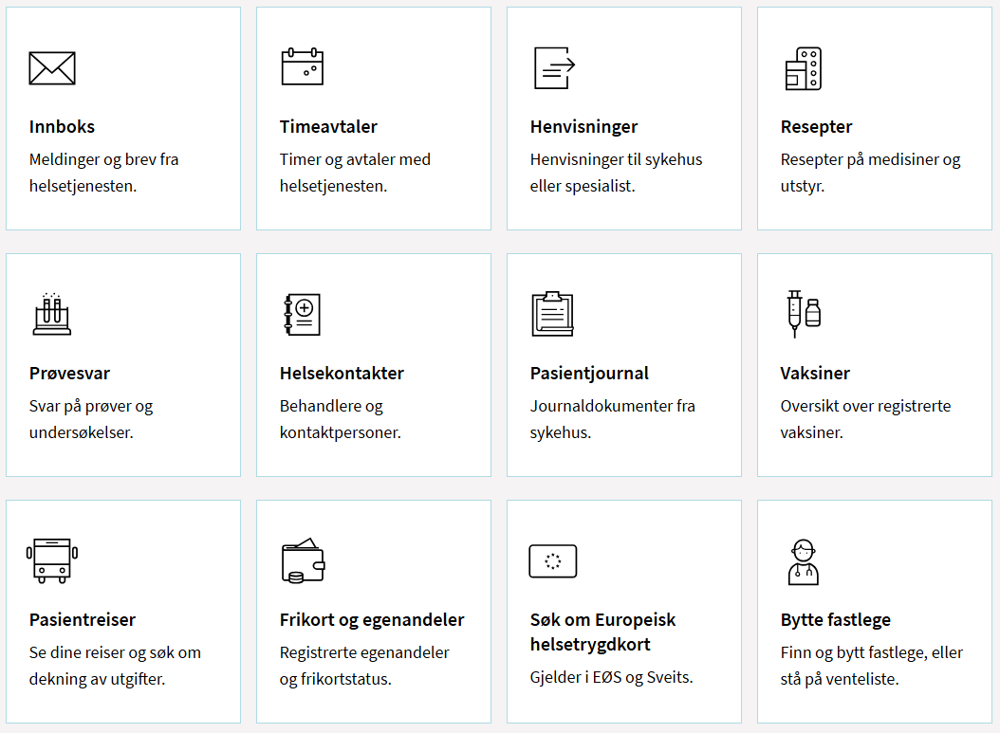 Innboks
Meldinger og brev fra
helsetjenesten.
Timeavtaler
Timer og avtaler med
helsetjenesten.
Henvisninger
Henvisninger til sykehus
eller spesialist.
Resepter
Resepter på medisiner og
utstyr.
Prøvesvar
Svar på prøver og
undersøkelser.
Helsekontakter
Behandlere og
kontaktpersoner.
Pasientjournal
Journaldokumenter fra
sykehus.
Vaksiner
Oversikt over registrerte
vaksiner.
Pasientreiser
Se dine reiser og søk om
dekning av utgifter.
Frikort og egenandeler
Registrerte egenandeler
og frikortstatus.
Søk om Europeisk
helsetrygdkort
Gjelder i EØS og Sveits.
Bytte fastlege
Finn og bytt fastlege, eller
stå på venteliste.